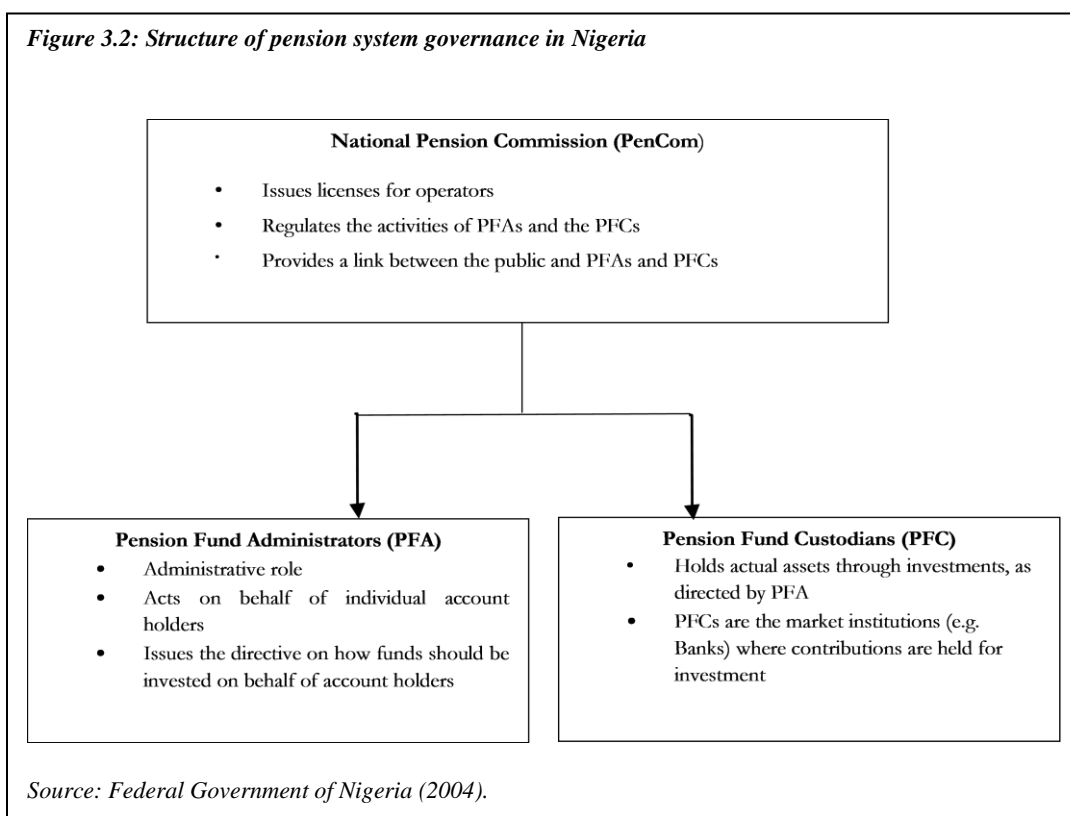 Figure 3.2: Structure of pension system governance in Nigeria
National Pension Commission (PenCom)
• Issues licenses for operators
• Regulates the activities of PFAs and the PFCs
• Provides a link between the public and PFAs and PFCs
Pension Fund Administrators (PFA)
• Administrative role
• Acts on behalf of individual account
holders
• Issues the directive on how funds should be
invested on behalf of account holders
Pension Fund Custodians (PFC)
• Holds actual assets through investments, as
directed by PFA
• PFCs are the market institutions (e.g.
Banks) where contributions are held for
investment
Source: Federal Government of Nigeria (2004).